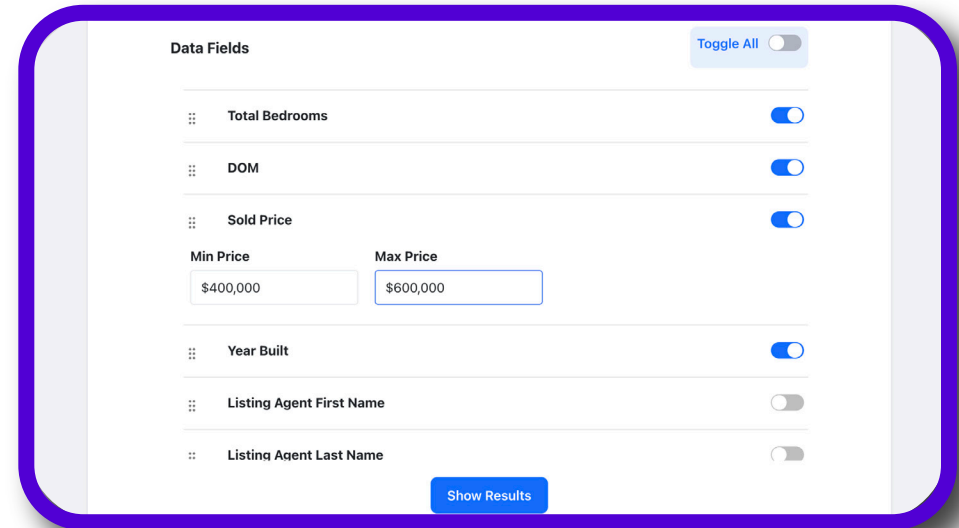 Data Fields
Toggle All
Total Bedrooms
DOM
Sold Price
Min Price Max Price
$400,000 $600,000
Year Built
Listing Agent First Name
Listing Agent Last Name
Show Results